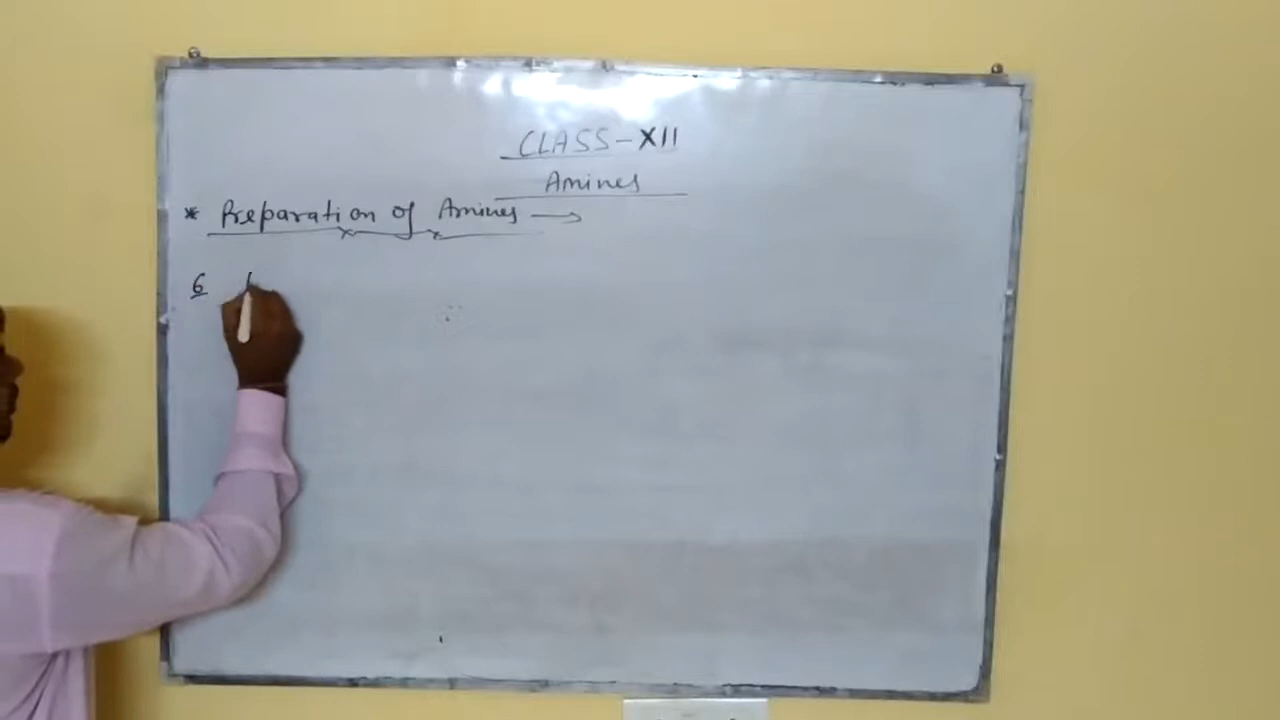 CLASS-XII
Amines
* Preparation of Amines →
6